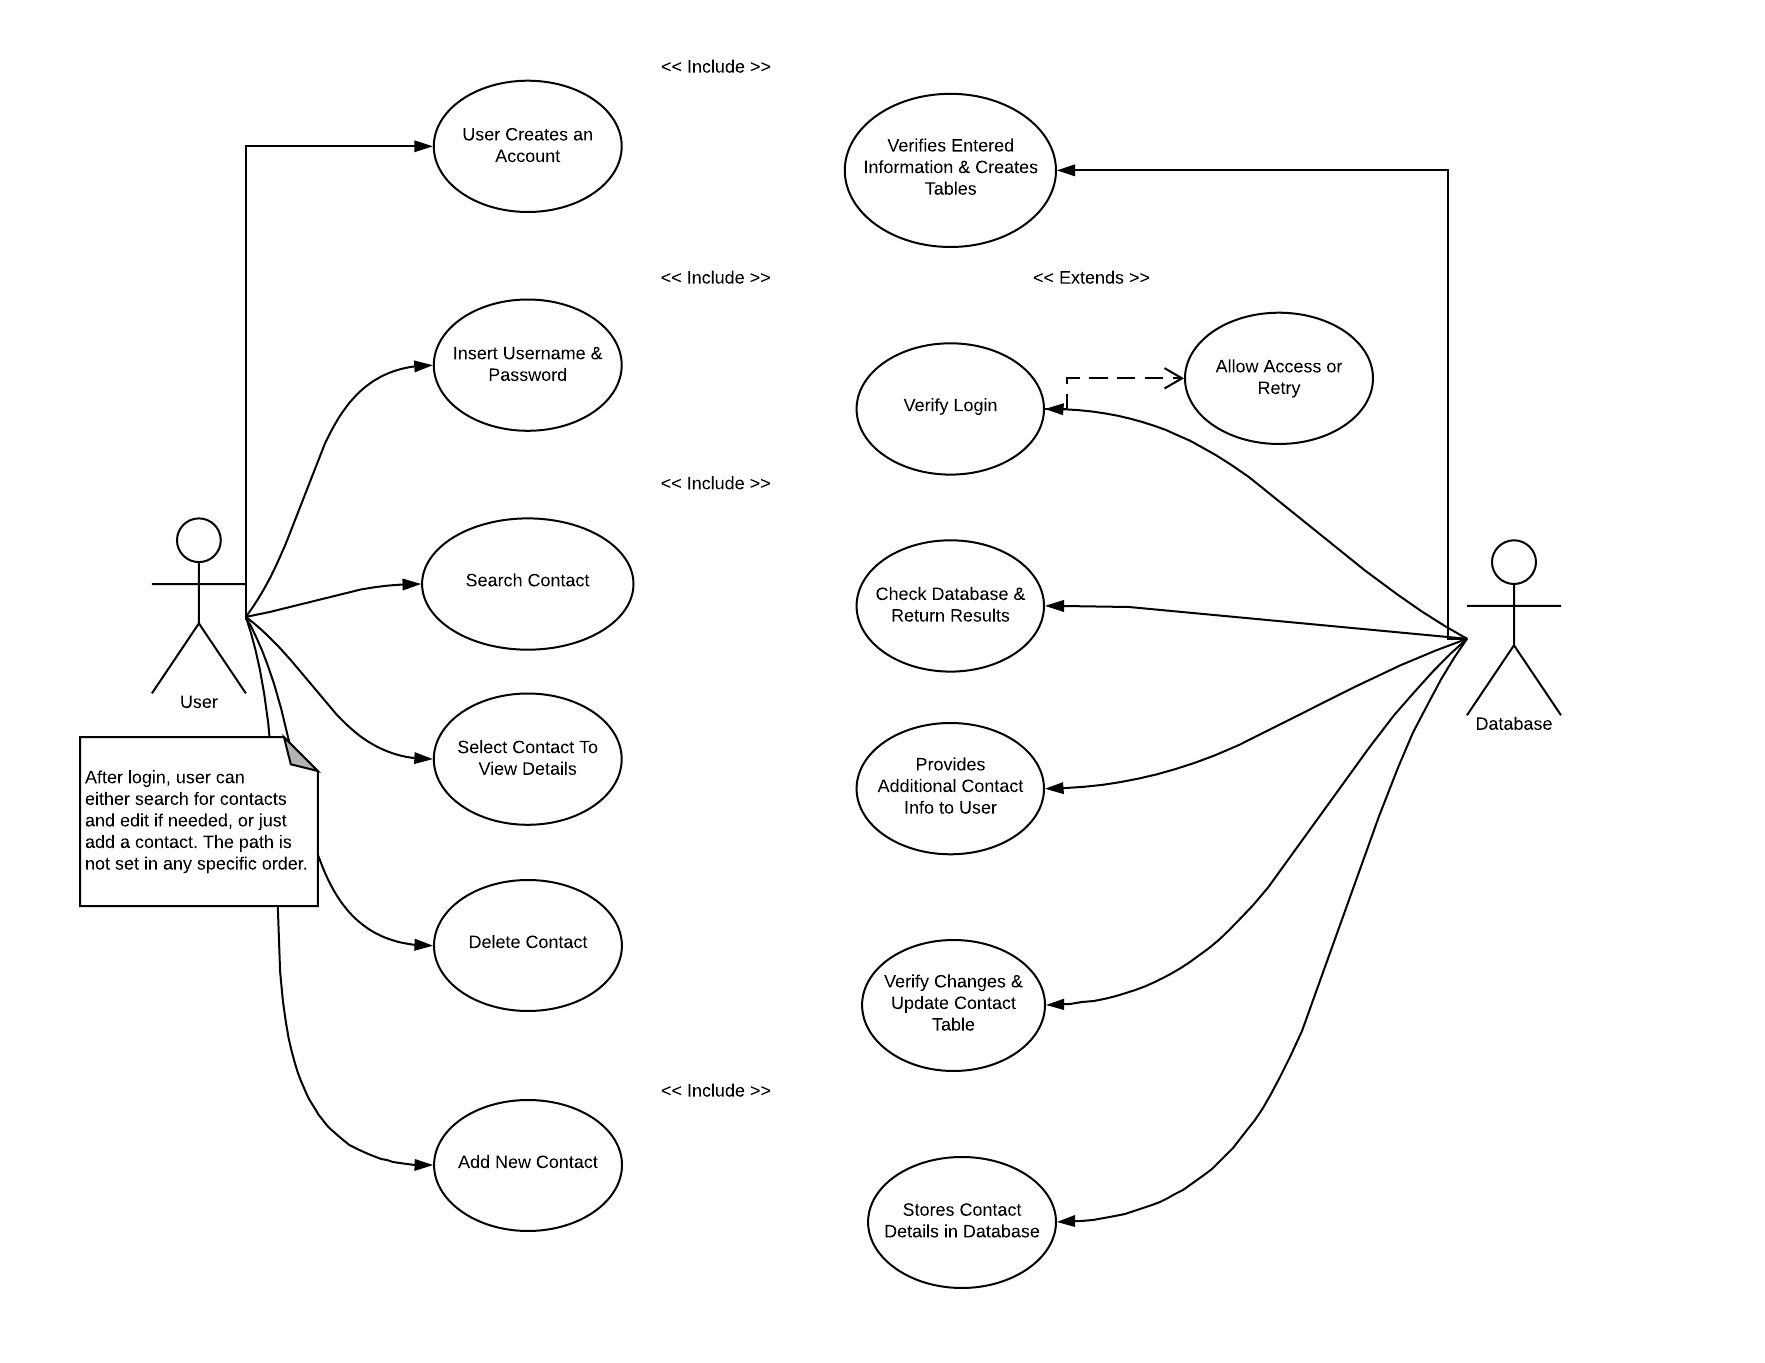 << Include >>
User Creates an
Account
Verifies Entered
Information & Creates
Tables
<< Include >>
<< Extends >>
Insert Username &
Password
Verify Login
Allow Access or
Retry
<< Include >>
Search Contact
Check Database &
Return Results
User
Database
Select Contact To
View Details
Provides
Additional Contact
Info to User
After login, user can
either search for contacts
and edit if needed, or just
add a contact. The path is
not set in any specific order.
Delete Contact
Verify Changes &
Update Contact
Table
<< Include >>
Add New Contact
Stores Contact
Details in Database